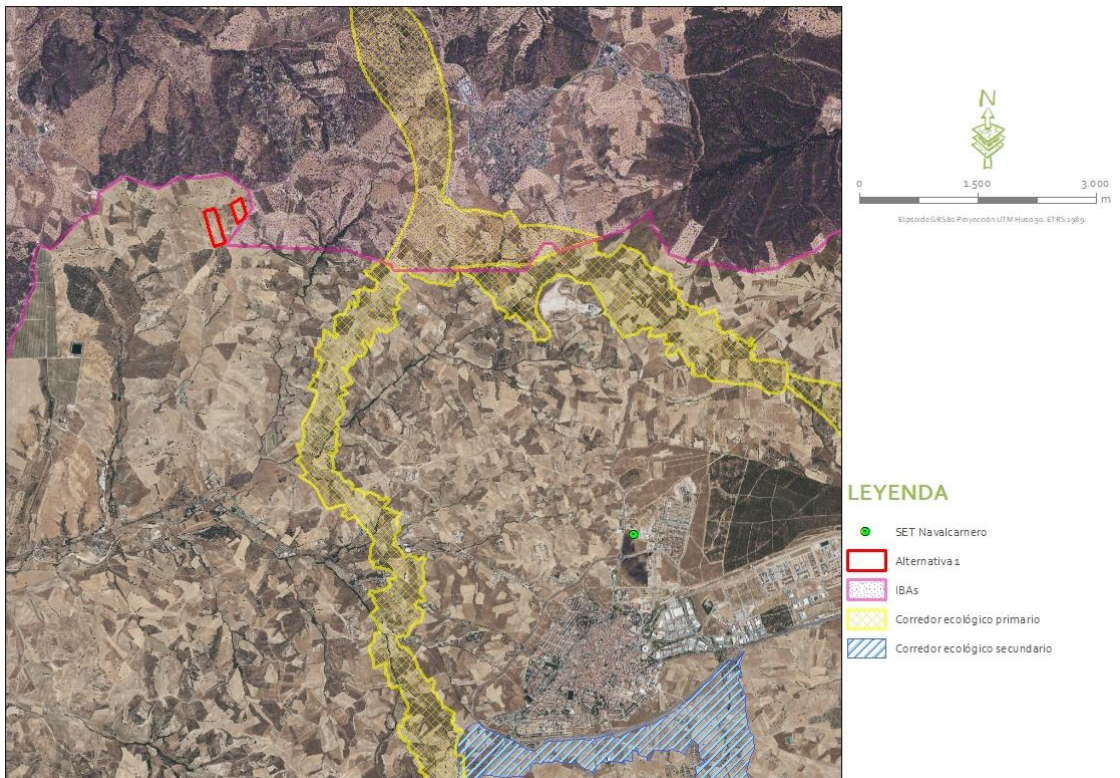 N
0 1.500 3.000
m
Elipsoide GRS80 Proyección UTM Huso 30, ETRS 1989.
LEYENDA
SET Navalcarnero
Alternativa 1
IBAs
Corredor ecológico primario
Corredor ecológico secundario